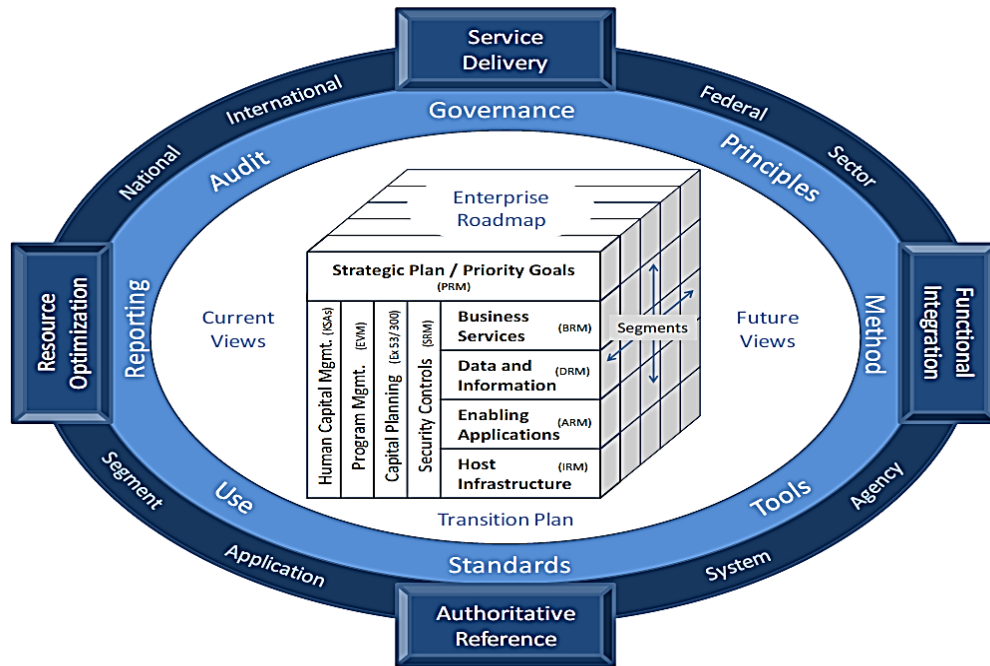 Service
Delivery
International
Federal
National
Sector
Governance
Audit
Principles
Enterprise
Roadmap
Strategic Plan / Priority Goals
(PRM)
Resource
Optimization
Reporting
Current
Views
Human Capital Mgmt. (KSAs)
Program Mgmt. (EVM)
Capital Planning (Ex 53/300)
Security Controls (SRM)
Business
Services (BRM)
Data and
Information (DRM)
Enabling
Applications (ARM)
Host
Infrastructure (IRM)
Segments
Future
Views
Method
Functional
Integration
Transition Plan
Use
Tools
Standards
Segment
Agency
Application
System
Authoritative
Reference